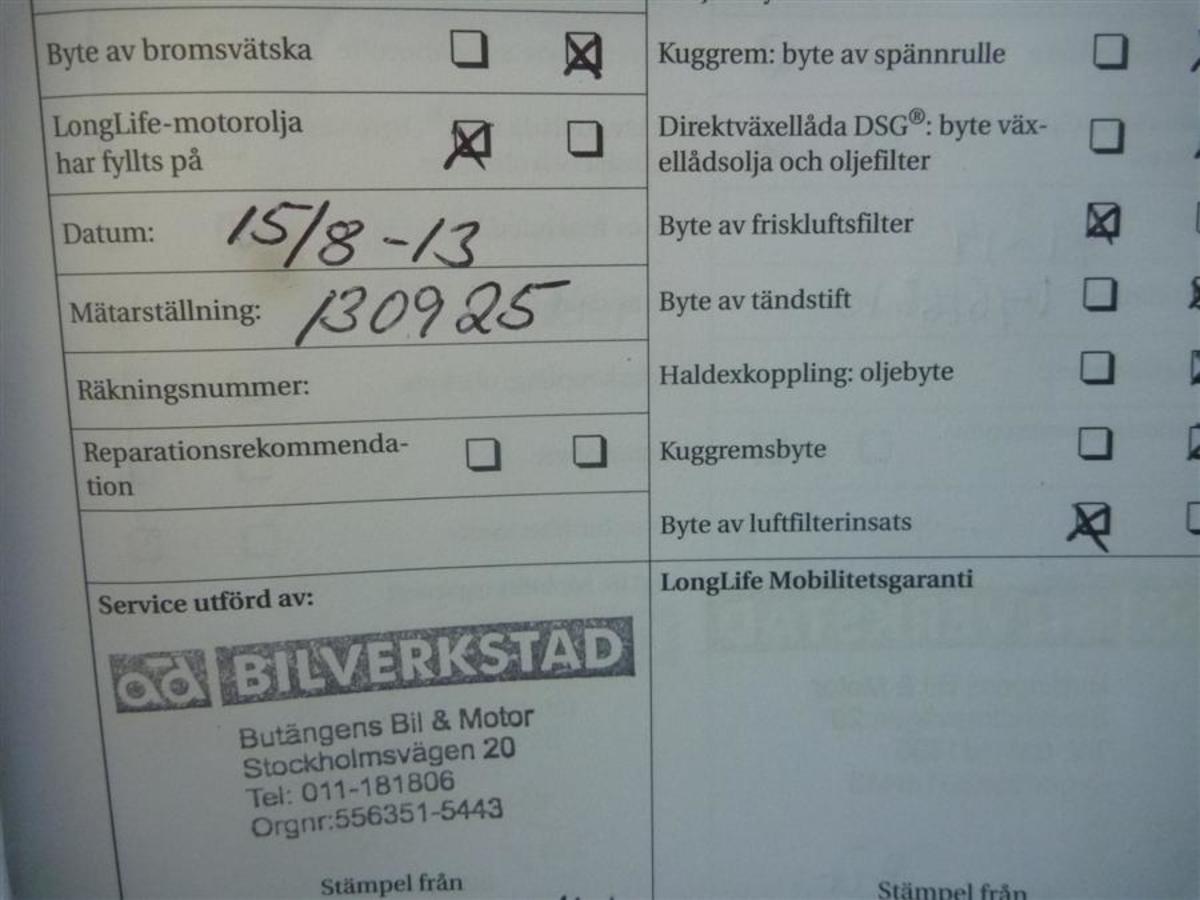 Byte av bromsvätska
LongLife-motorolja
har fyllts på
Datum: 15/8-13
Mätarställning: 130925
Räkningsnummer:
Reparationsrekommenda-
tion
Service utförd av:
ad BILVERKSTAD
Butängens Bil & Motor
Stockholmsvägen 20
Tel: 011-181806
Orgnr:556351-5443
Stämpel från
Kuggrem: byte av spännrulle
Direktväxellåda DSG®: byte väx-
ellådsolja och oljefilter
Byte av friskluftsfilter
Byte av tändstift
Haldexkoppling: oljebyte
Kuggremsbyte
Byte av luftfilterinsats
LongLife Mobilitetsgaranti
Stämpel från